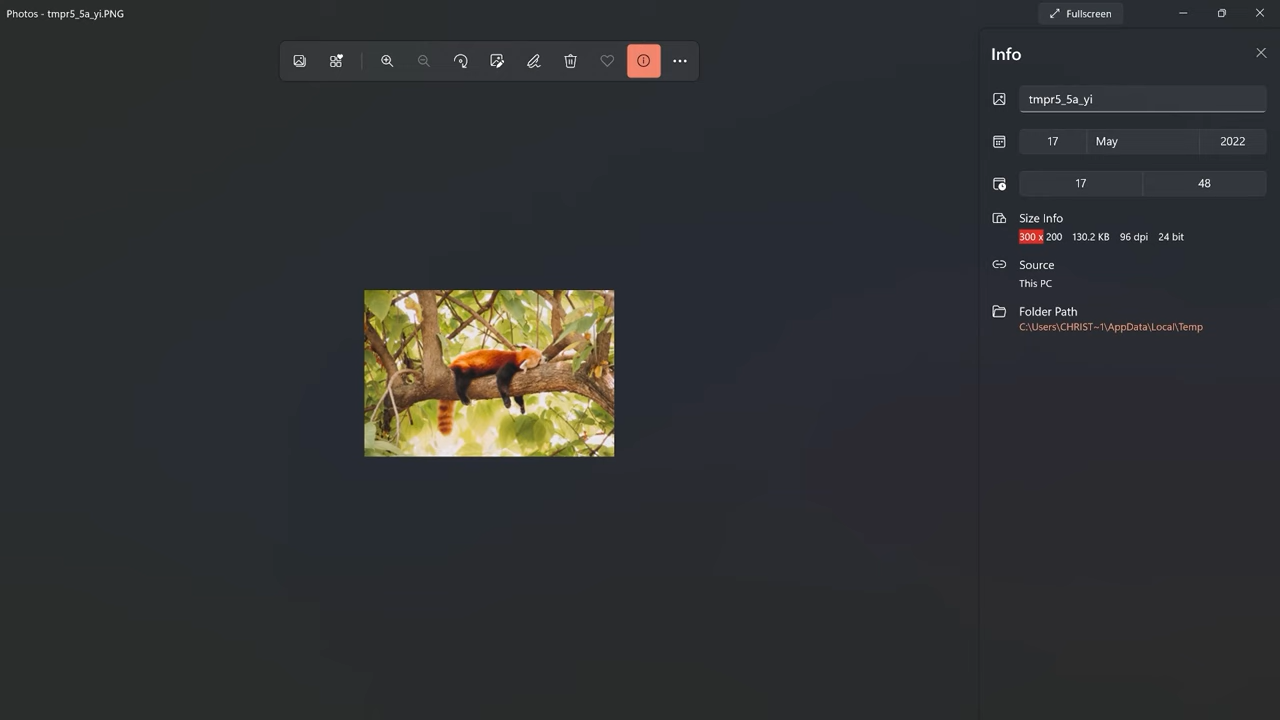 Photos - tmpr5_5a_yi.PNG
Fullscreen
Info
tmpr5_5a_yi
17 May 2022
17 48
Size Info
300 x 200 130.2 KB 96 dpi 24 bit
Source
This PC
Folder Path
C:\Users\CHRIST~1\AppData\Local\Temp